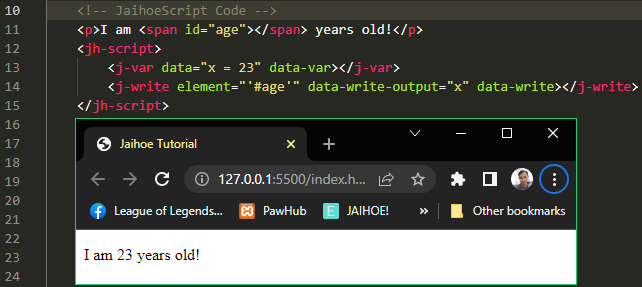 10 <!-- JaihoeScript Code -->
11 <p>I am <span id="age"></span> years old!</p>
12 <jh-script>
13 <j-var data="x = 23" data-var></j-var>
14 <j-write element="'#age'" data-write-output="x" data-write></j-write>
15 </jh-script>
16
17
18 Jaihoe Tutorial
19 127.0.0.1:5500/index.h...
20
21 League of Legends... PawHub E JAIHOE! » Other bookmarks
22
23 I am 23 years old!
24